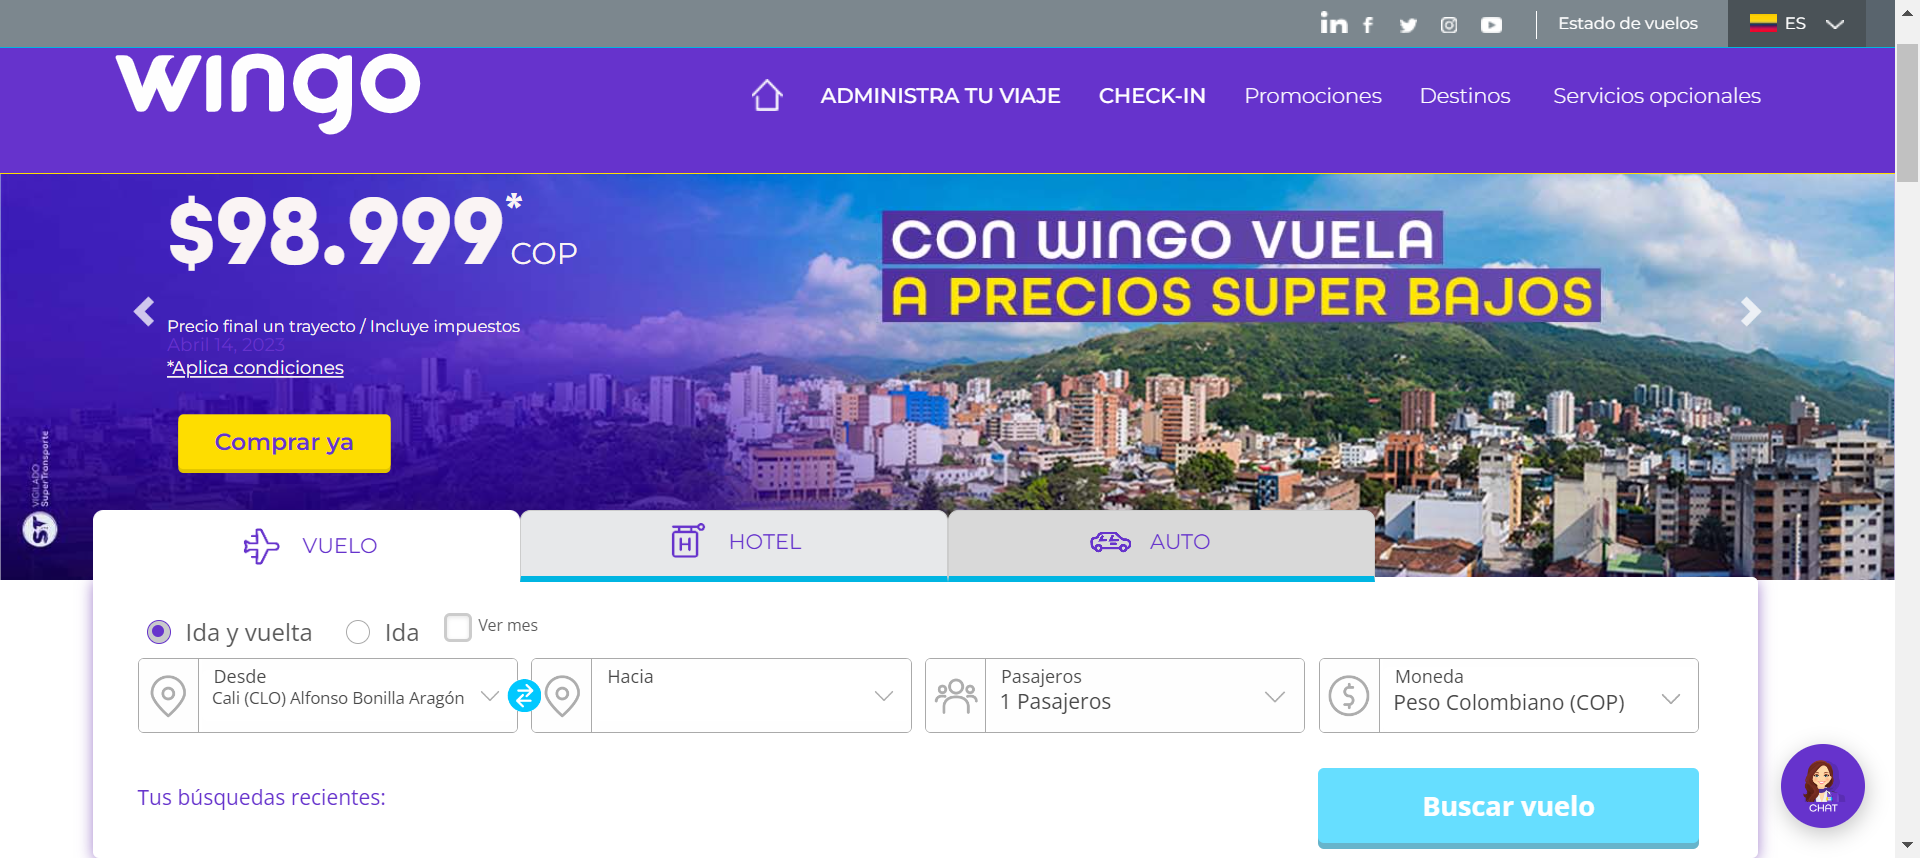 Estado de vuelos
ES
wingo
ADMINISTRA TU VIAJE
CHECK-IN
Promociones
Destinos
Servicios opcionales
$98.999* COP
Precio final un trayecto / Incluye impuestos
Abril 14, 2023
*Aplica condiciones
Comprar ya
CON WINGO VUELA
A PRECIOS SUPER BAJOS
VIGILADO
SuperTransporte
ST
VUELO
HOTEL
AUTO
Ida y vuelta
Ida
Ver mes
Desde
Cali (CLO) Alfonso Bonilla Aragón
Hacia
Pasajeros
1 Pasajeros
Moneda
Peso Colombiano (COP)
Tus búsquedas recientes:
Buscar vuelo
CHAT